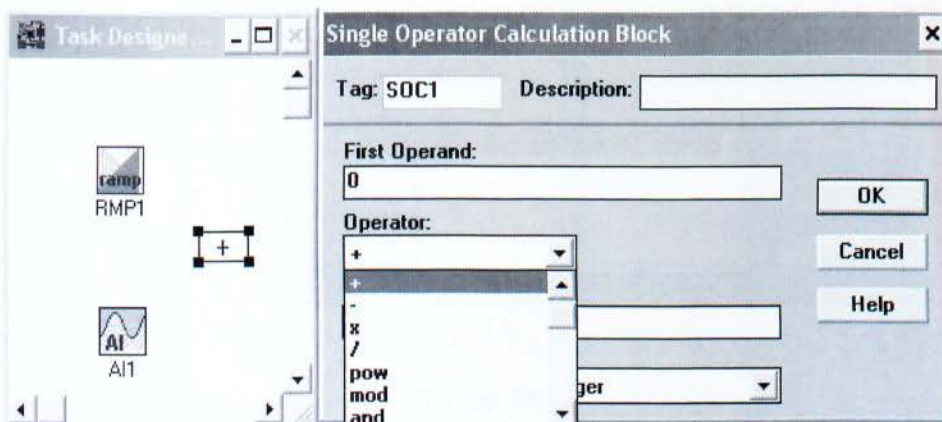 Task Designe...
Single Operator Calculation Block
Tag: SOC1
Description:
ramp
RMP1
+
AI
AI1
First Operand:
0
Operator:
+
+
-
x
/
pow
mod
and
ger
OK
Cancel
Help